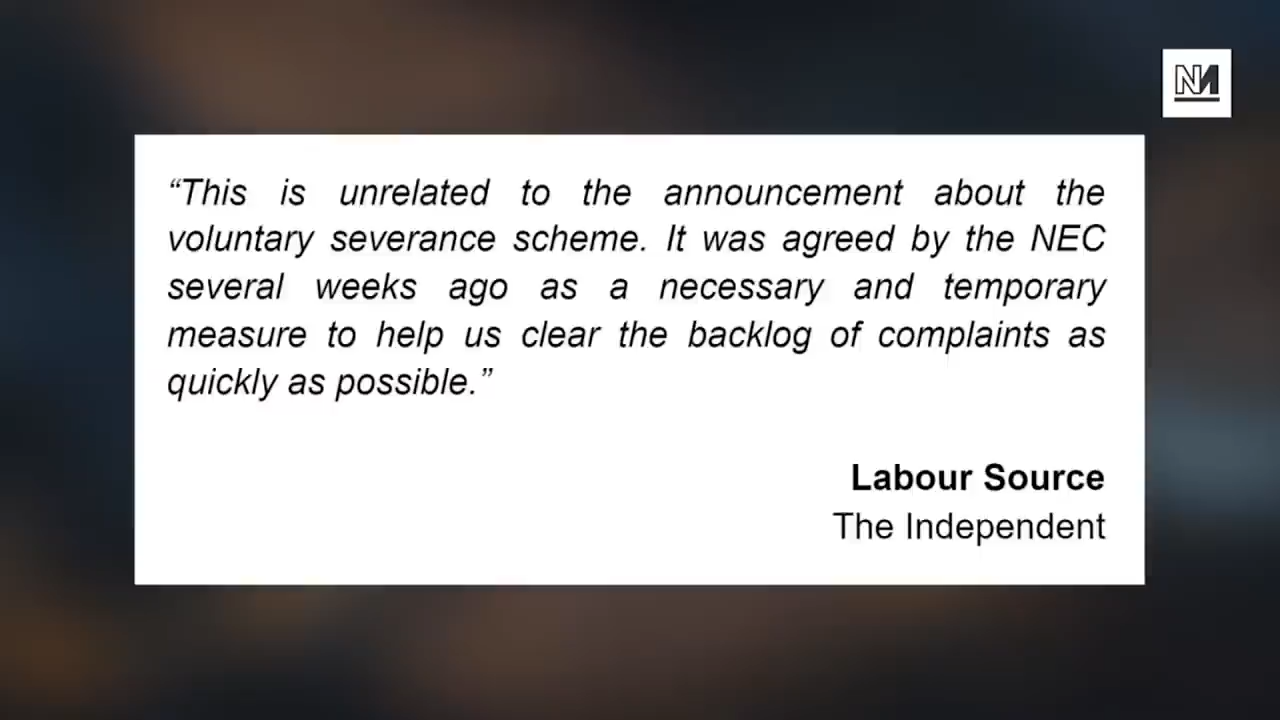 NM
“This is unrelated to the announcement about the
voluntary severance scheme. It was agreed by the NEC
several weeks ago as a necessary and temporary
measure to help us clear the backlog of complaints as
quickly as possible.”
Labour Source
The Independent